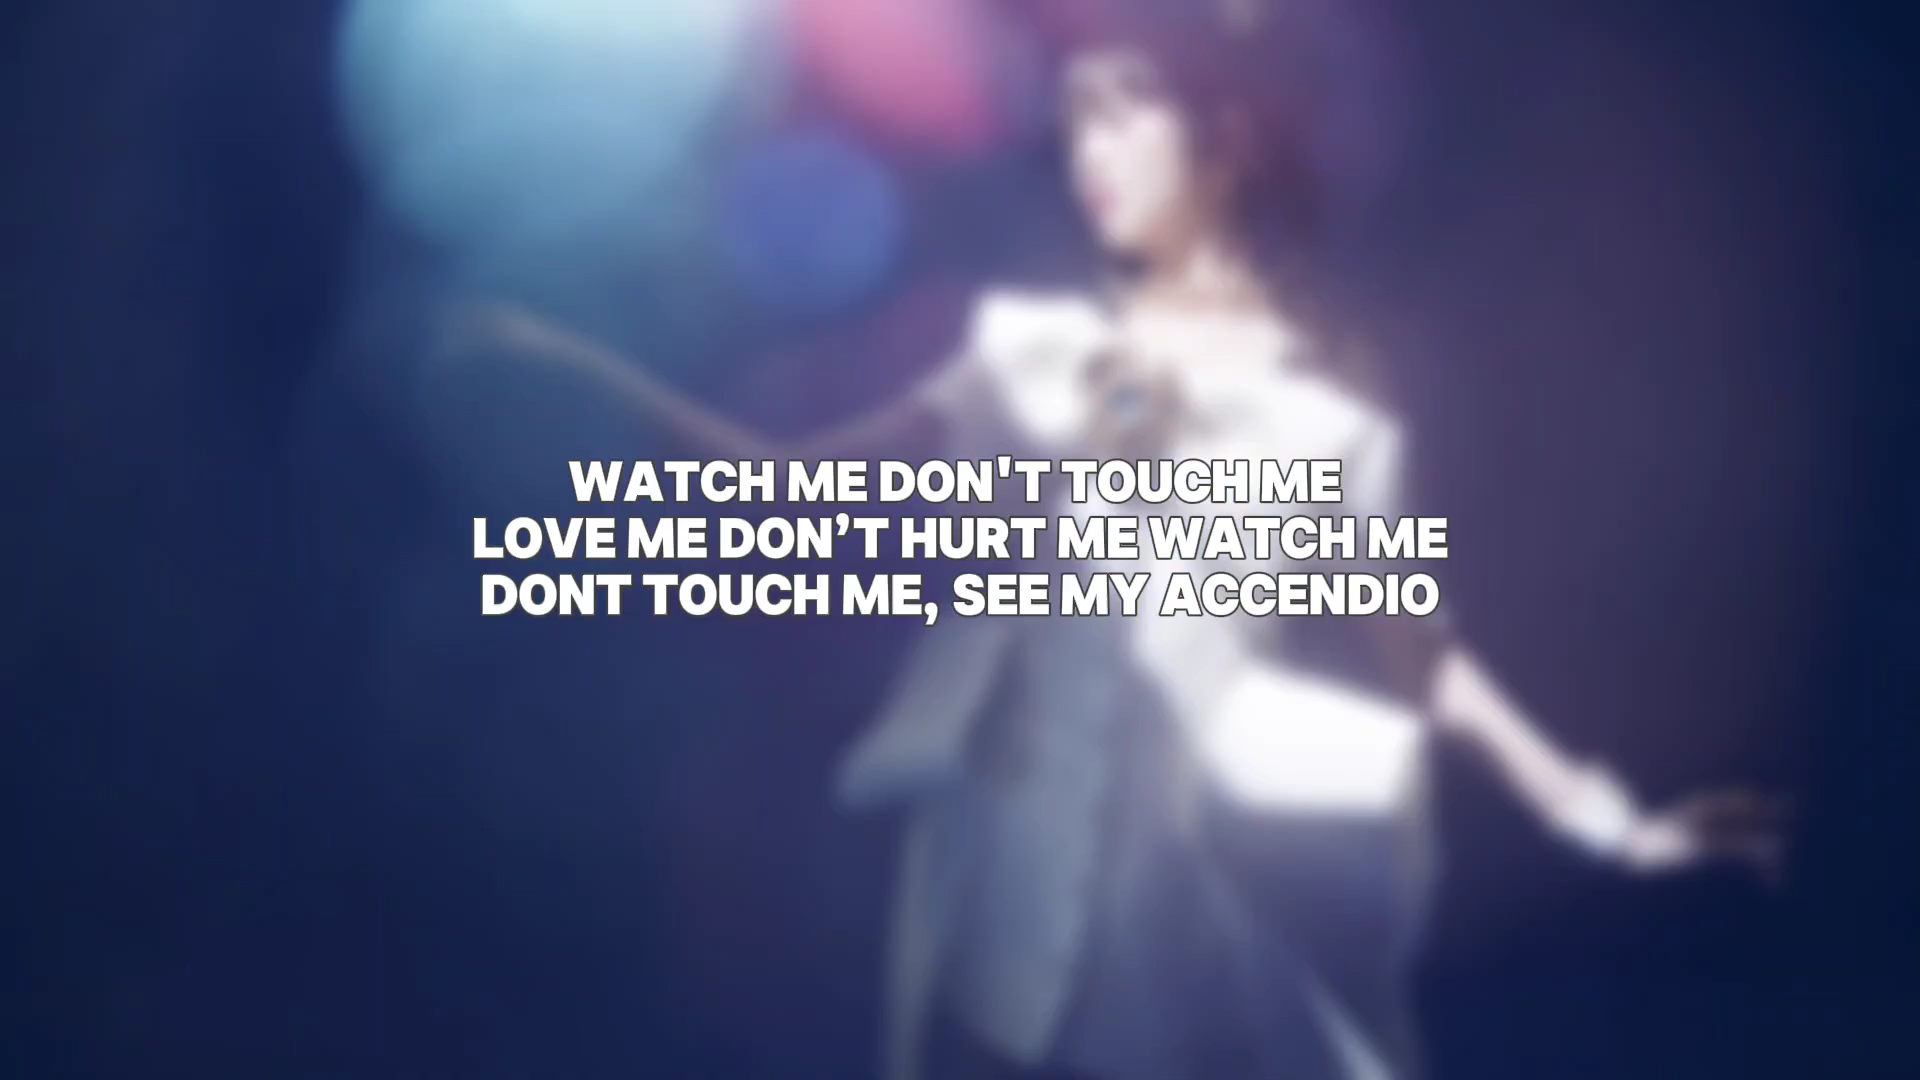 WATCH ME DON'T TOUCH ME
LOVE ME DON’T HURT ME WATCH ME
DONT TOUCH ME, SEE MY ACCENDIO